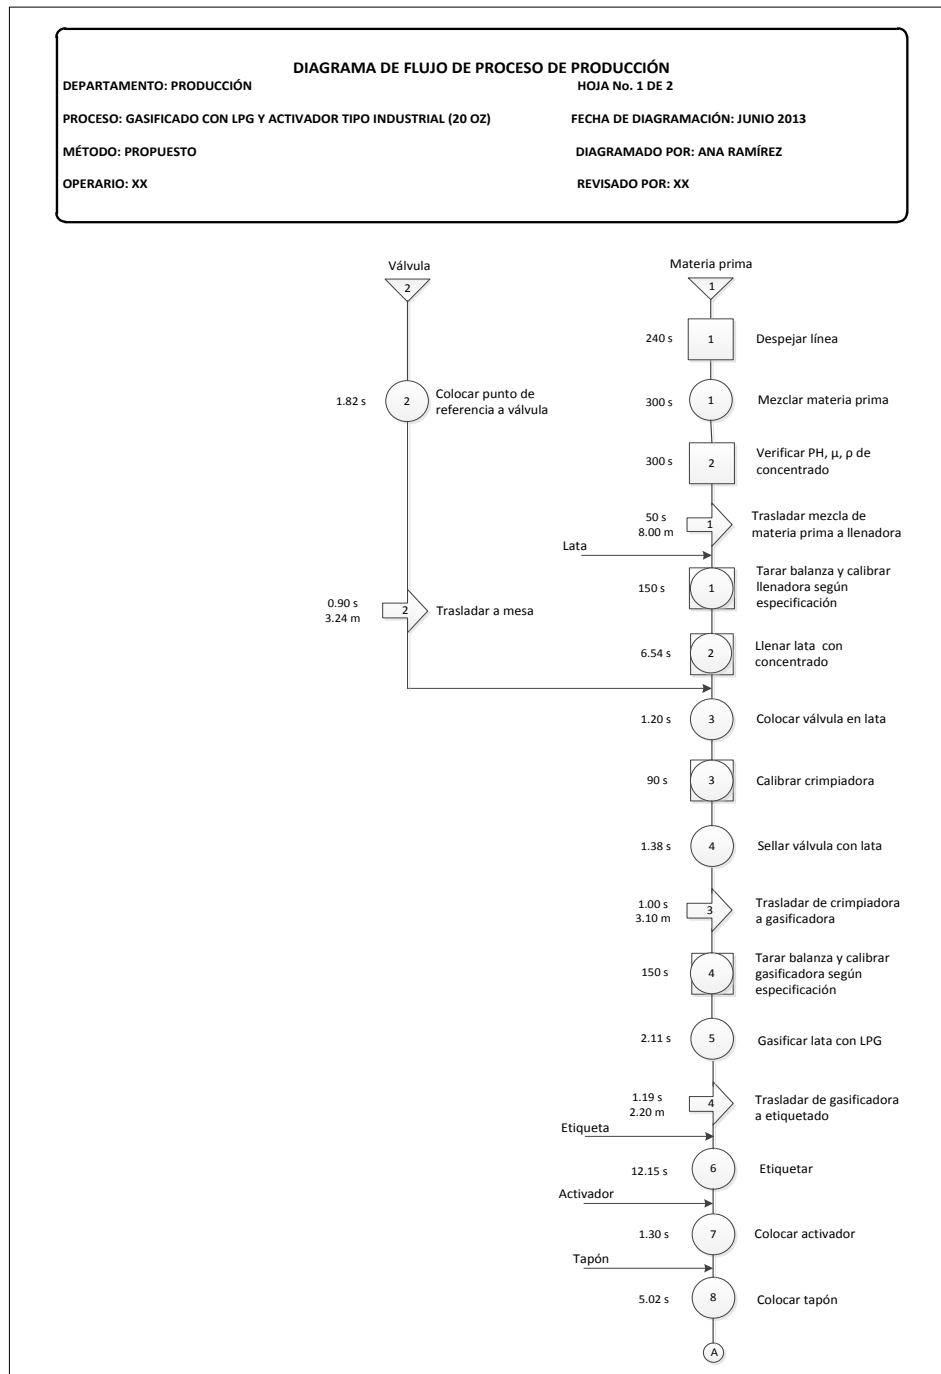 DIAGRAMA DE FLUJO DE PROCESO DE PRODUCCIÓN
DEPARTAMENTO: PRODUCCIÓN
HOJA No. 1 DE 2
PROCESO: GASIFICADO CON LPG Y ACTIVADOR TIPO INDUSTRIAL (20 OZ)
FECHA DE DIAGRAMACIÓN: JUNIO 2013
MÉTODO: PROPUESTO
DIAGRAMADO POR: ANA RAMÍREZ
OPERARIO: XX
REVISADO POR: XX
Válvula
2
Materia prima
1
240 s
1
Despejar línea
1.82 s
2
Colocar punto de
referencia a válvula
300 s
1
Mezclar materia prima
300 s
2
Verificar PH, µ, ρ de
concentrado
50 s
8.00 m
1
Trasladar mezcla de
materia prima a llenadora
Lata
150 s
1
Tarar balanza y calibrar
llenadora según
especificación
0.90 s
3.24 m
2
Trasladar a mesa
6.54 s
2
Llenar lata con
concentrado
1.20 s
3
Colocar válvula en lata
90 s
3
Calibrar crimpiadora
1.38 s
4
Sellar válvula con lata
1.00 s
3.10 m
3
Trasladar de crimpiadora
a gasificadora
150 s
4
Tarar balanza y calibrar
gasificadora según
especificación
2.11 s
5
Gasificar lata con LPG
1.19 s
2.20 m
4
Trasladar de gasificadora
a etiquetado
Etiqueta
12.15 s
6
Etiquetar
Activador
1.30 s
7
Colocar activador
Tapón
5.02 s
8
Colocar tapón
A